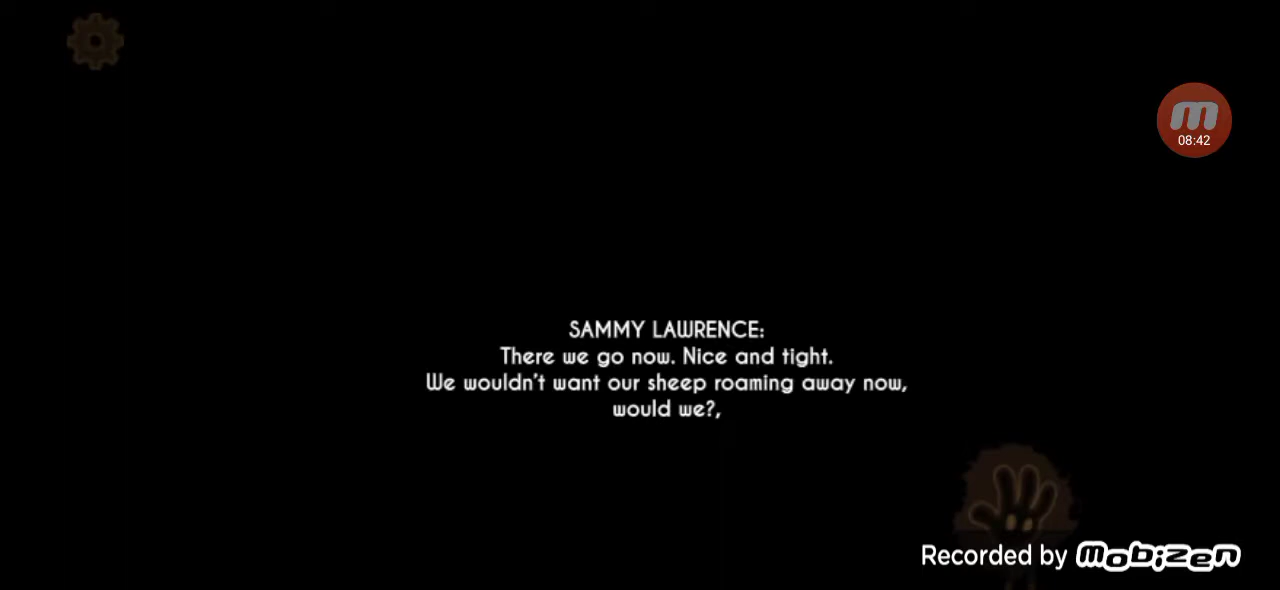 m
08:42
SAMMY LAWRENCE:
There we go now. Nice and tight.
We wouldn't want our sheep roaming away now,
would we?,
Recorded by mobizen